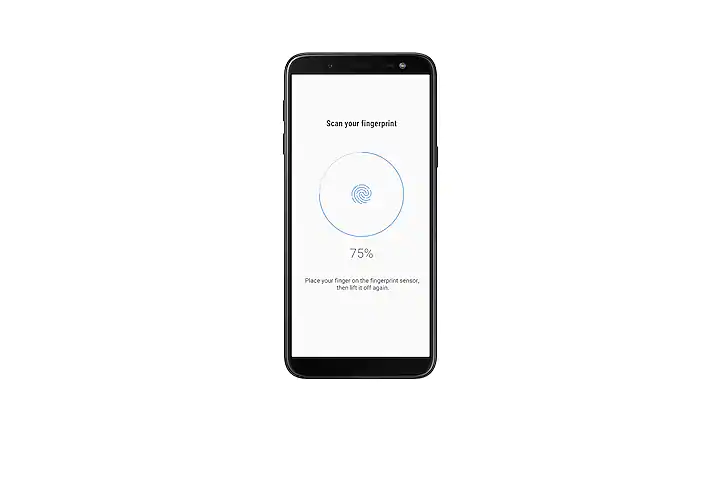 Scan your fingerprint
75%
Place your finger on the fingerprint sensor,
then lift it off again.